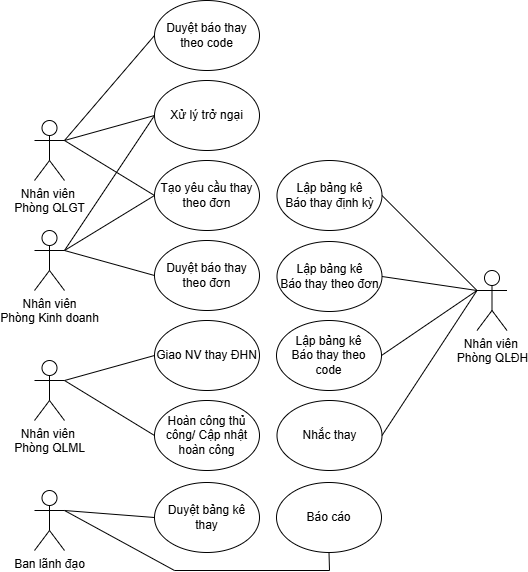 Duyệt báo thay
theo code
Xử lý trở ngại
Nhân viên
Phòng QLGT
Tạo yêu cầu thay
theo đơn
Lập bảng kê
Báo thay định kỳ
Nhân viên
Phòng Kinh doanh
Duyệt báo thay
theo đơn
Lập bảng kê
Báo thay theo đơn
Nhân viên
Phòng QLĐH
Giao NV thay ĐHN
Lập bảng kê
Báo thay theo
code
Nhân viên
Phòng QLML
Hoàn công thủ
công/ Cập nhật
hoàn công
Nhắc thay
Duyệt bảng kê
thay
Báo cáo
Ban lãnh đạo